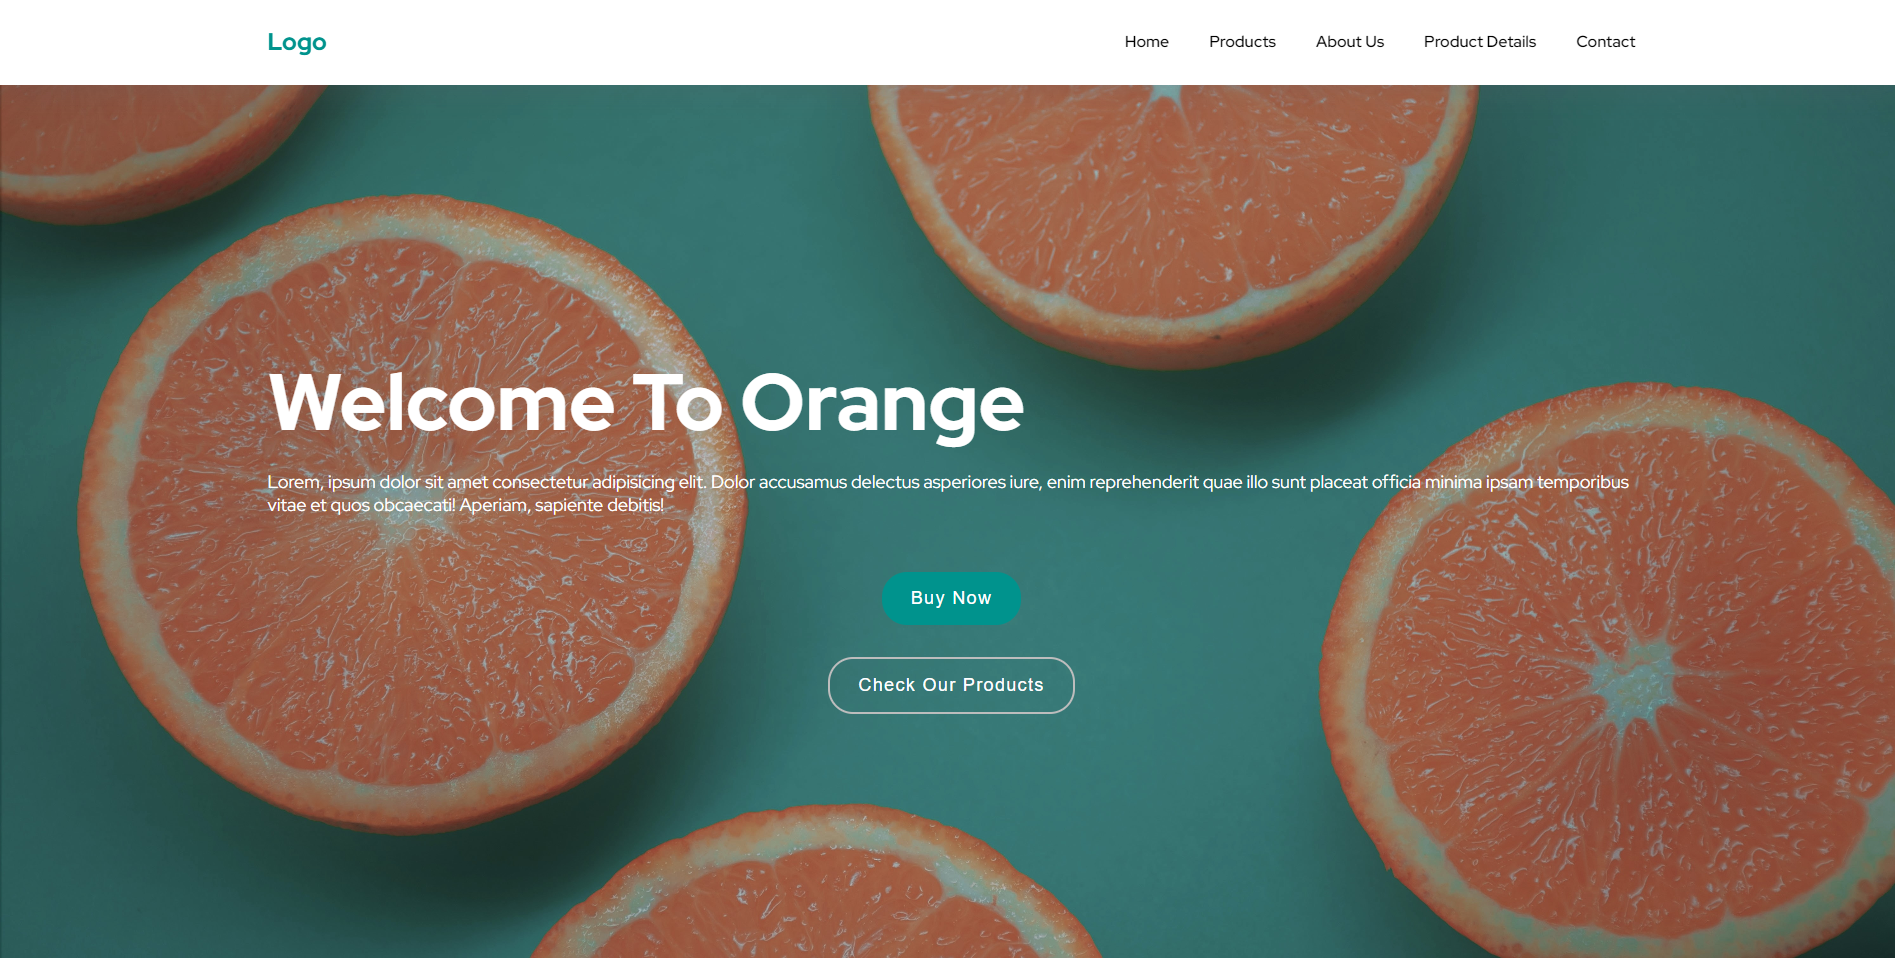 Logo
Home Products About Us Product Details Contact
Welcome To Orange
Lorem, ipsum dolor sit amet consectetur adipisicing elit. Dolor accusamus delectus asperiores iure, enim reprehenderit quae illo sunt placeat officia minima ipsam temporibus
vitae et quos obcaecati! Aperiam, sapiente debitis!
Buy Now
Check Our Products